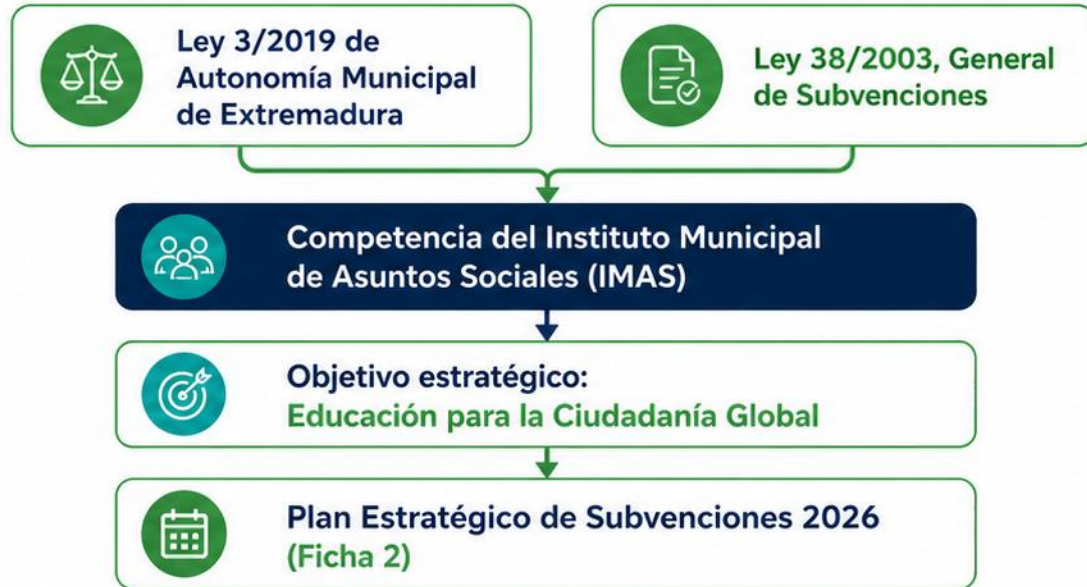 Ley 3/2019 de
Autonomía Municipal
de Extremadura
Ley 38/2003, General
de Subvenciones
Competencia del Instituto Municipal
de Asuntos Sociales (IMAS)
Objetivo estratégico:
Educación para la Ciudadanía Global
Plan Estratégico de Subvenciones 2026
(Ficha 2)